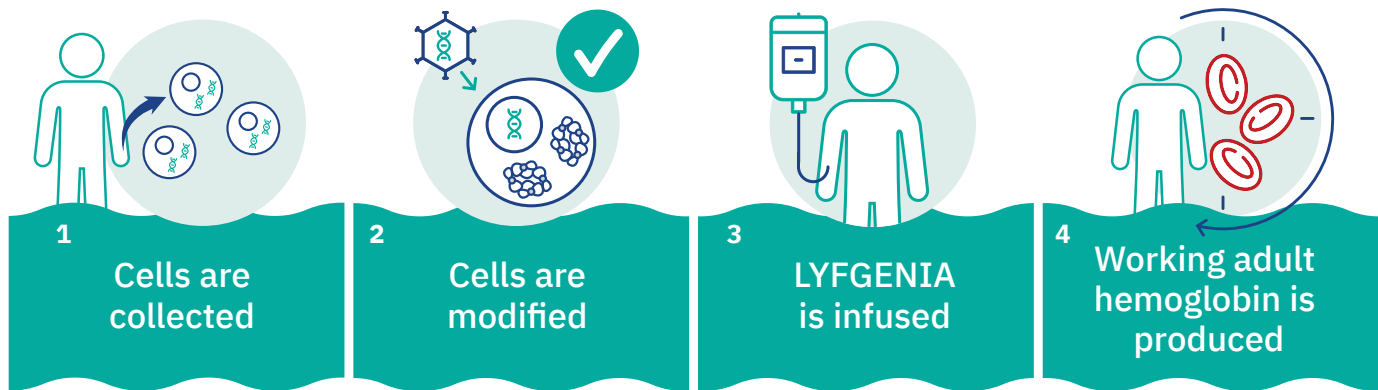 1
Cells are
collected
2
Cells are
modified
3
LYFGENIA
is infused
4
Working adult
hemoglobin is
produced